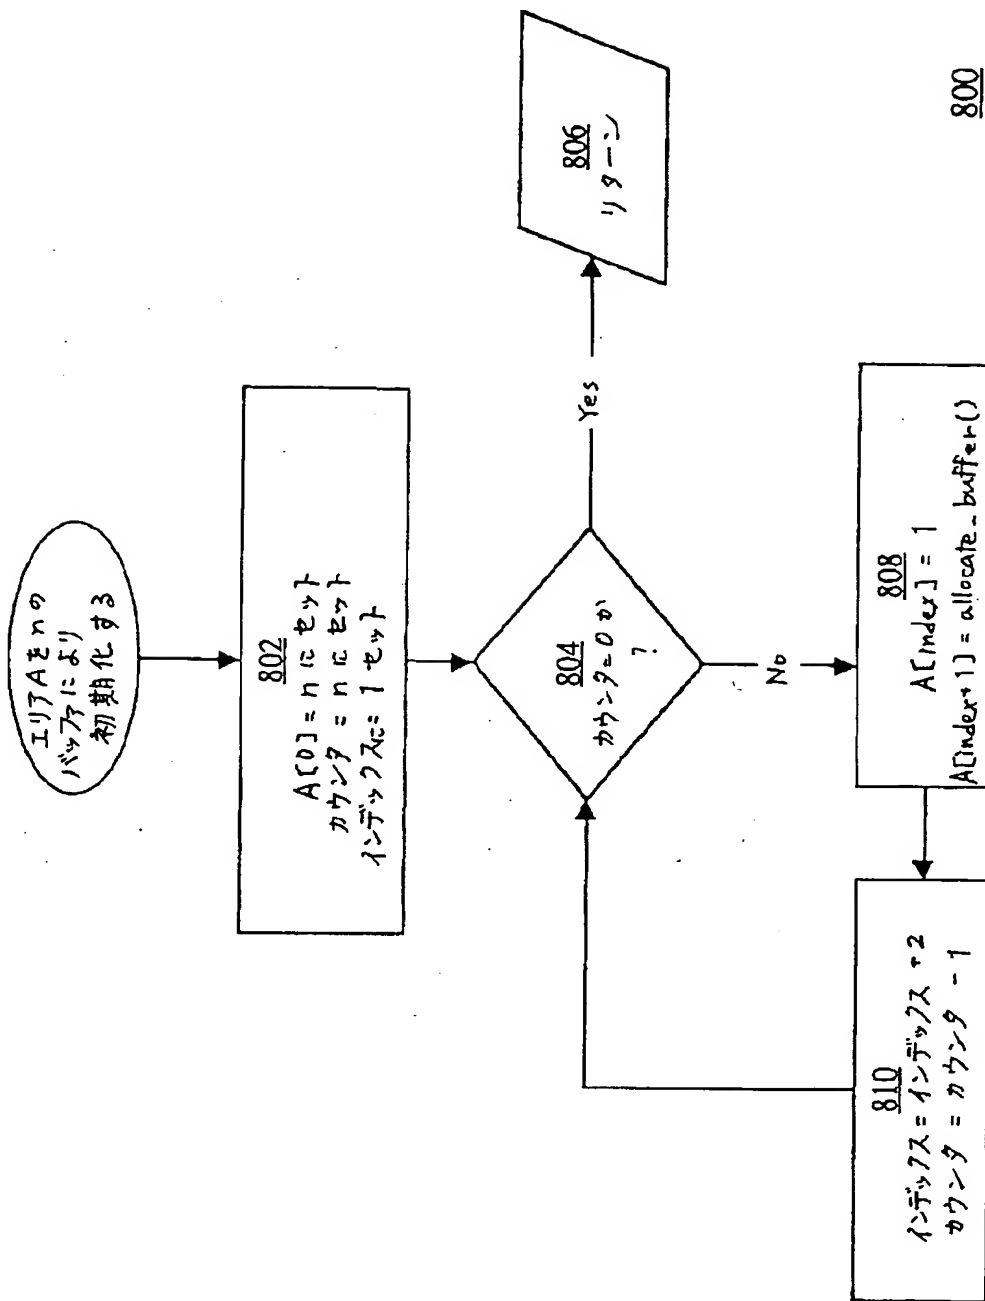 エリアAをnの
バッファにより
初期化する
802
A[0] = n にセット
カウンタ = n にセット
インデックスに = 1 セット
804
カウンタ=0か
?
Yes
806
リターン
No
808
A[index] = 1
A[index+1] = allocate_buffer()
810
インデックス = インデックス +2
カウンタ = カウンタ - 1
800